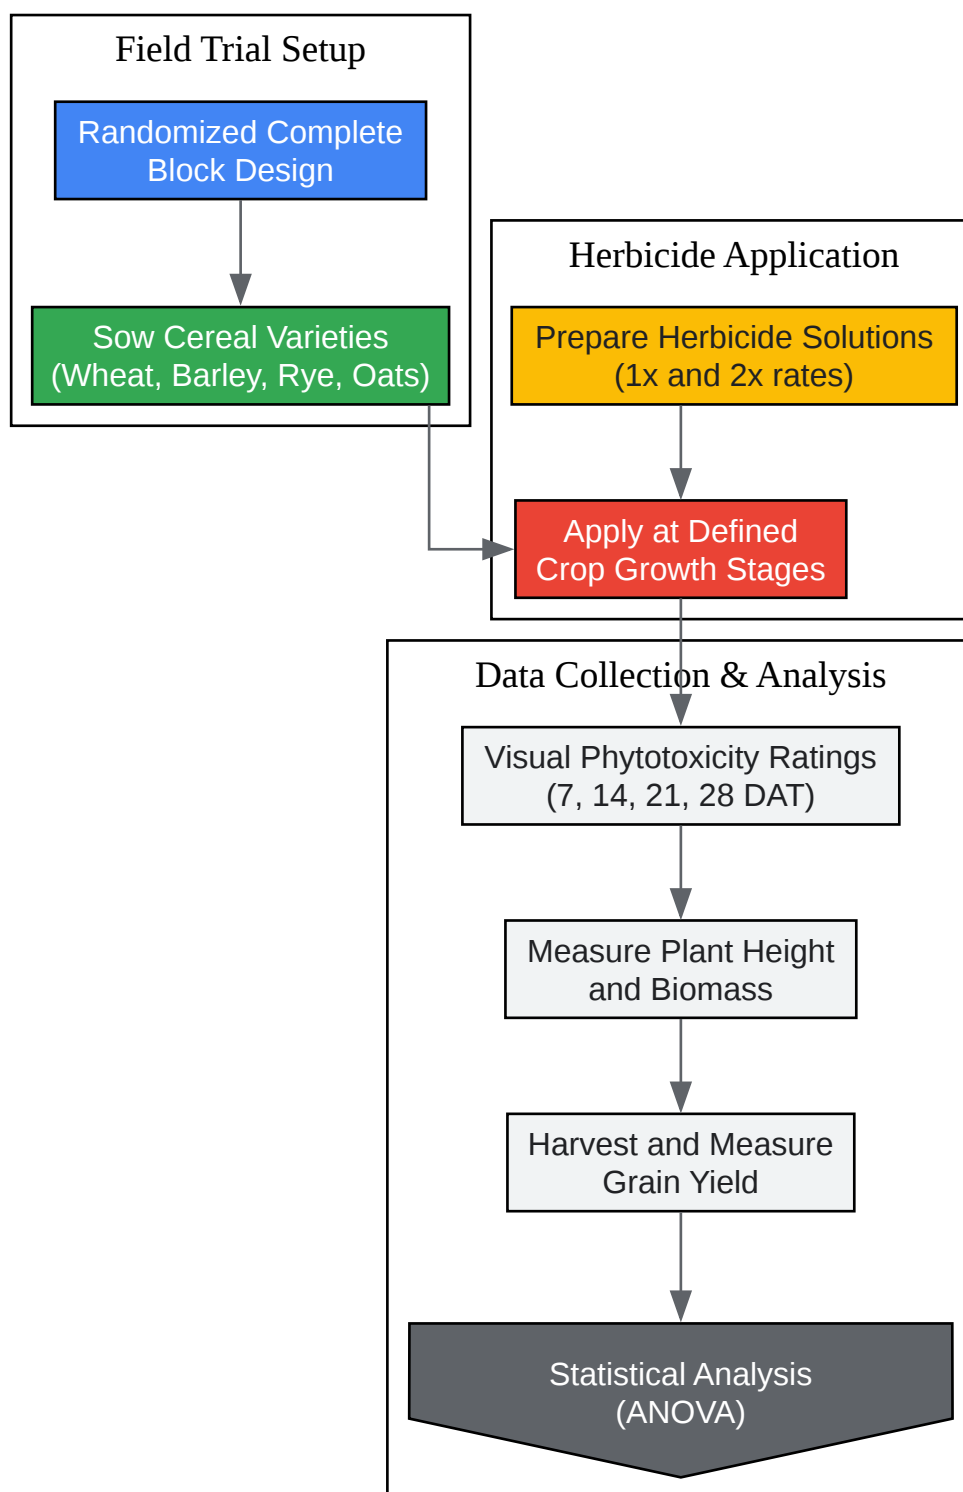 Field Trial Setup
Randomized Complete
Block Design
Sow Cereal Varieties
(Wheat, Barley, Rye, Oats)
Herbicide Application
Prepare Herbicide Solutions
(1x and 2x rates)
Apply at Defined
Crop Growth Stages
Data Collection & Analysis
Visual Phytotoxicity Ratings
(7, 14, 21, 28 DAT)
Measure Plant Height
and Biomass
Harvest and Measure
Grain Yield
Statistical Analysis
(ANOVA)